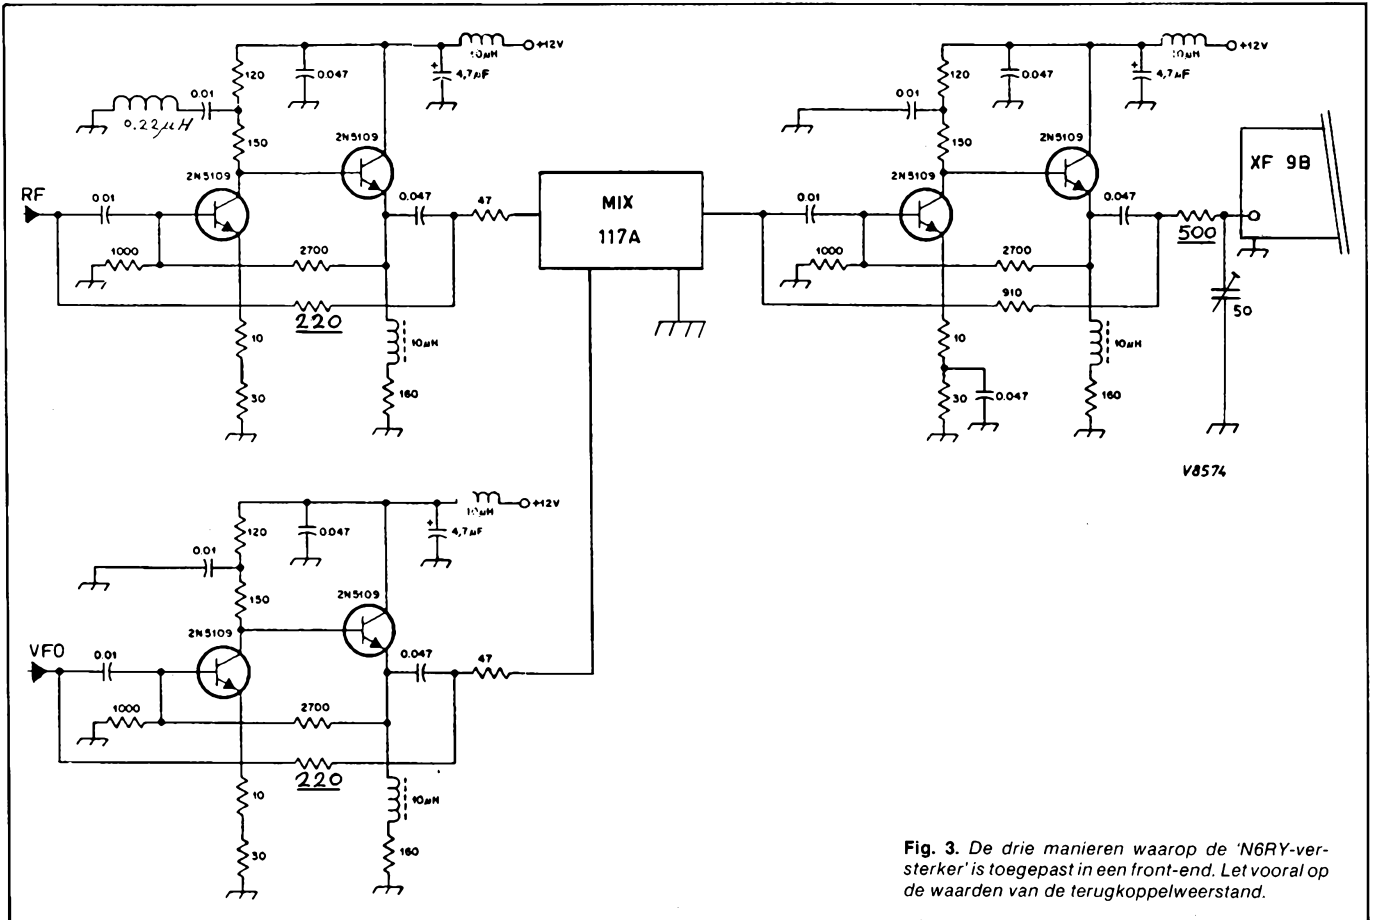 10µH
+12V
120
0.047
+
4,7µF
0.01
0.22µH
150
2N5109
2N5109
RF
0.01
0.047
47
1000
2700
220
10
10µH
30
160
MIX
117A
10µH
+12V
120
0.047
+
4,7µF
0.01
150
2N5109
2N5109
0.01
0.047
500
1000
2700
910
10
10µH
30
0.047
160
XF 9B
50
V8574
10µH
+12V
120
0.047
+
4,7µF
0.01
150
2N5109
2N5109
VFO
0.01
0.047
47
1000
2700
220
10
10µH
30
160
Fig. 3. De drie manieren waarop de 'N6RY-ver-
sterker' is toegepast in een front-end. Let vooral op
de waarden van de terugkoppelweerstand.